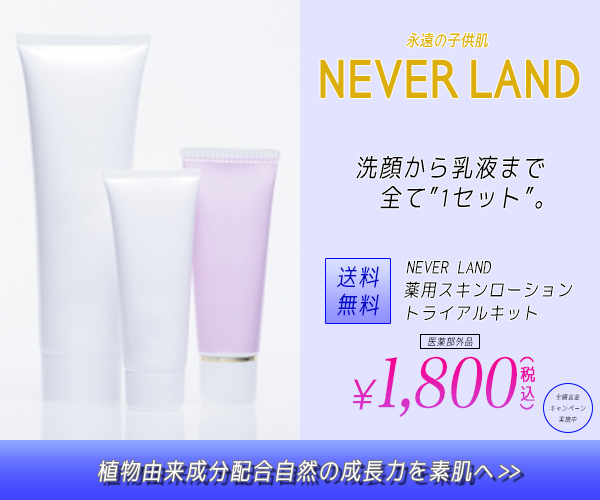 永遠の子供肌
NEVER LAND
洗顔から乳液まで
全て"1セット"。
送料
無料
NEVER LAND
薬用スキンローション
トライアルキット
医薬部外品
¥1,800(税込)
全額返金
キャンペーン
実施中
植物由来成分配合自然の成長力を素肌へ>>